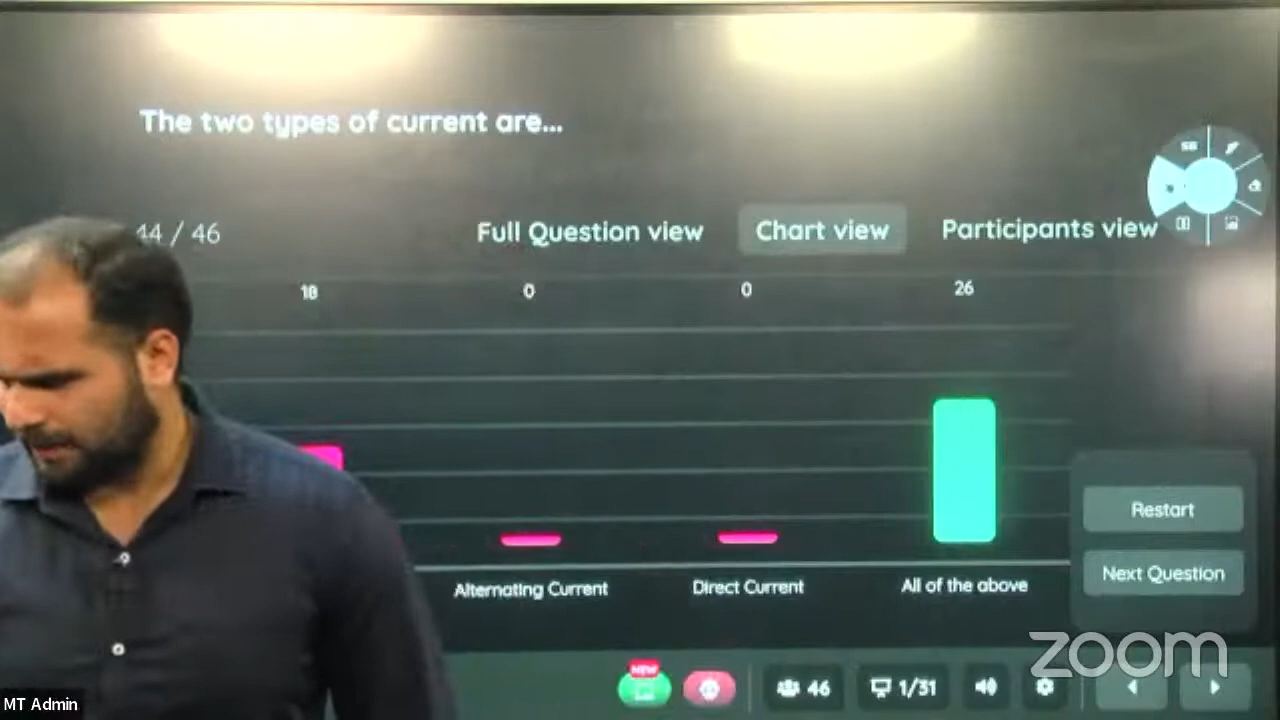 The two types of current are...
44 / 46
Full Question view
Chart view
Participants view
18
0
0
26
Alternating Current
Direct Current
All of the above
Restart
Next Question
NEW
46
1/31
zoom
MT Admin